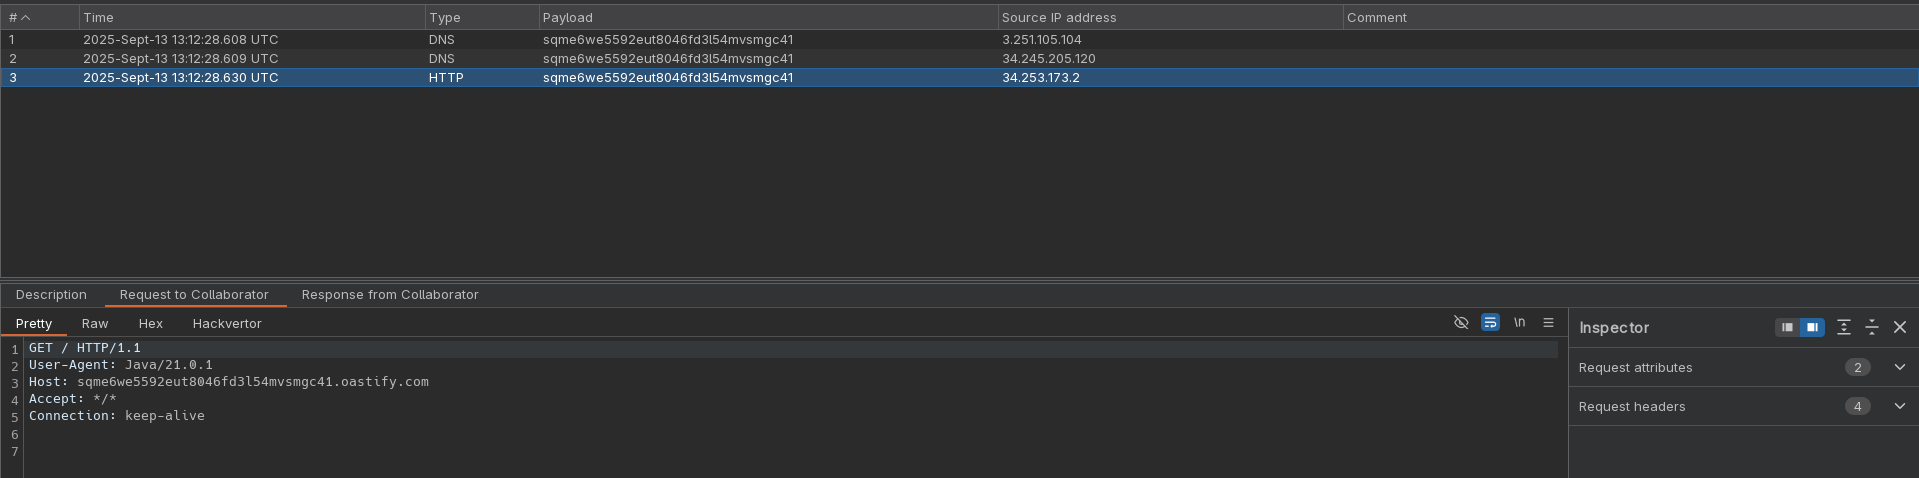 # Time Type Payload Source IP address Comment
1 2025-Sept-13 13:12:28.608 UTC DNS sqme6we5592eut8046fd3l54mvsmgc41 3.251.105.104
2 2025-Sept-13 13:12:28.609 UTC DNS sqme6we5592eut8046fd3l54mvsmgc41 34.245.205.120
3 2025-Sept-13 13:12:28.630 UTC HTTP sqme6we5592eut8046fd3l54mvsmgc41 34.253.173.2
Description Request to Collaborator Response from Collaborator
Pretty Raw Hex Hackvertor \n
Inspector
1 GET / HTTP/1.1
2 User-Agent: Java/21.0.1
3 Host: sqme6we5592eut8046fd3l54mvsmgc41.oastify.com
4 Accept: */*
5 Connection: keep-alive
6
7
Request attributes 2
Request headers 4